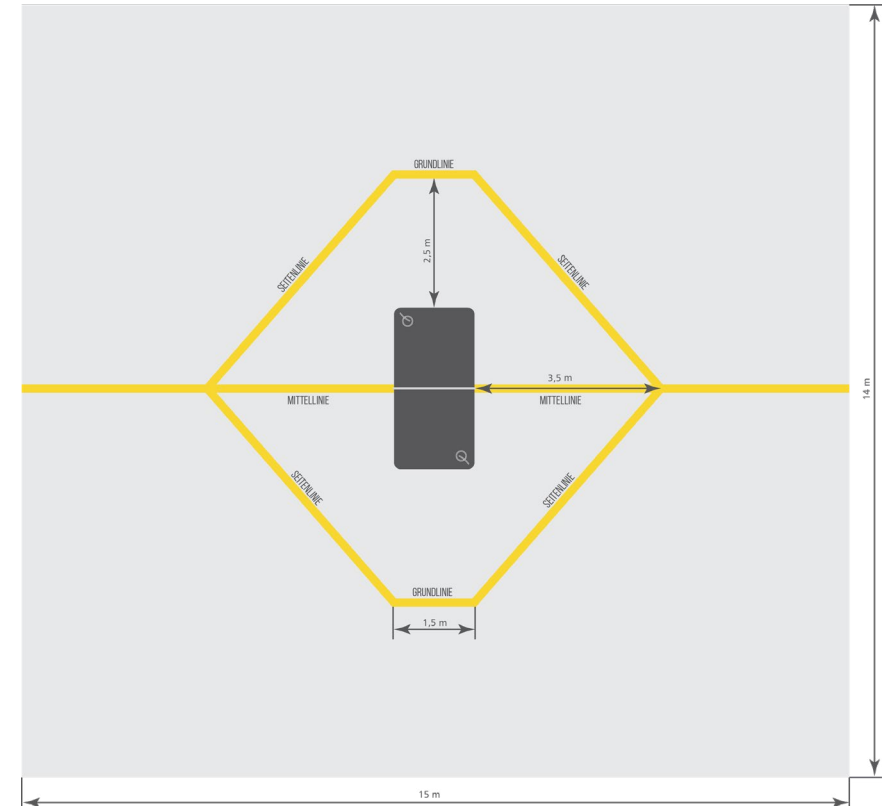 GRUNDLINIE
2,5 m
SEITENLINIE
SEITENLINIE
3,5 m
14 m
MITTELLINIE
MITTELLINIE
SEITENLINIE
SEITENLINIE
GRUNDLINIE
1,5 m
15 m